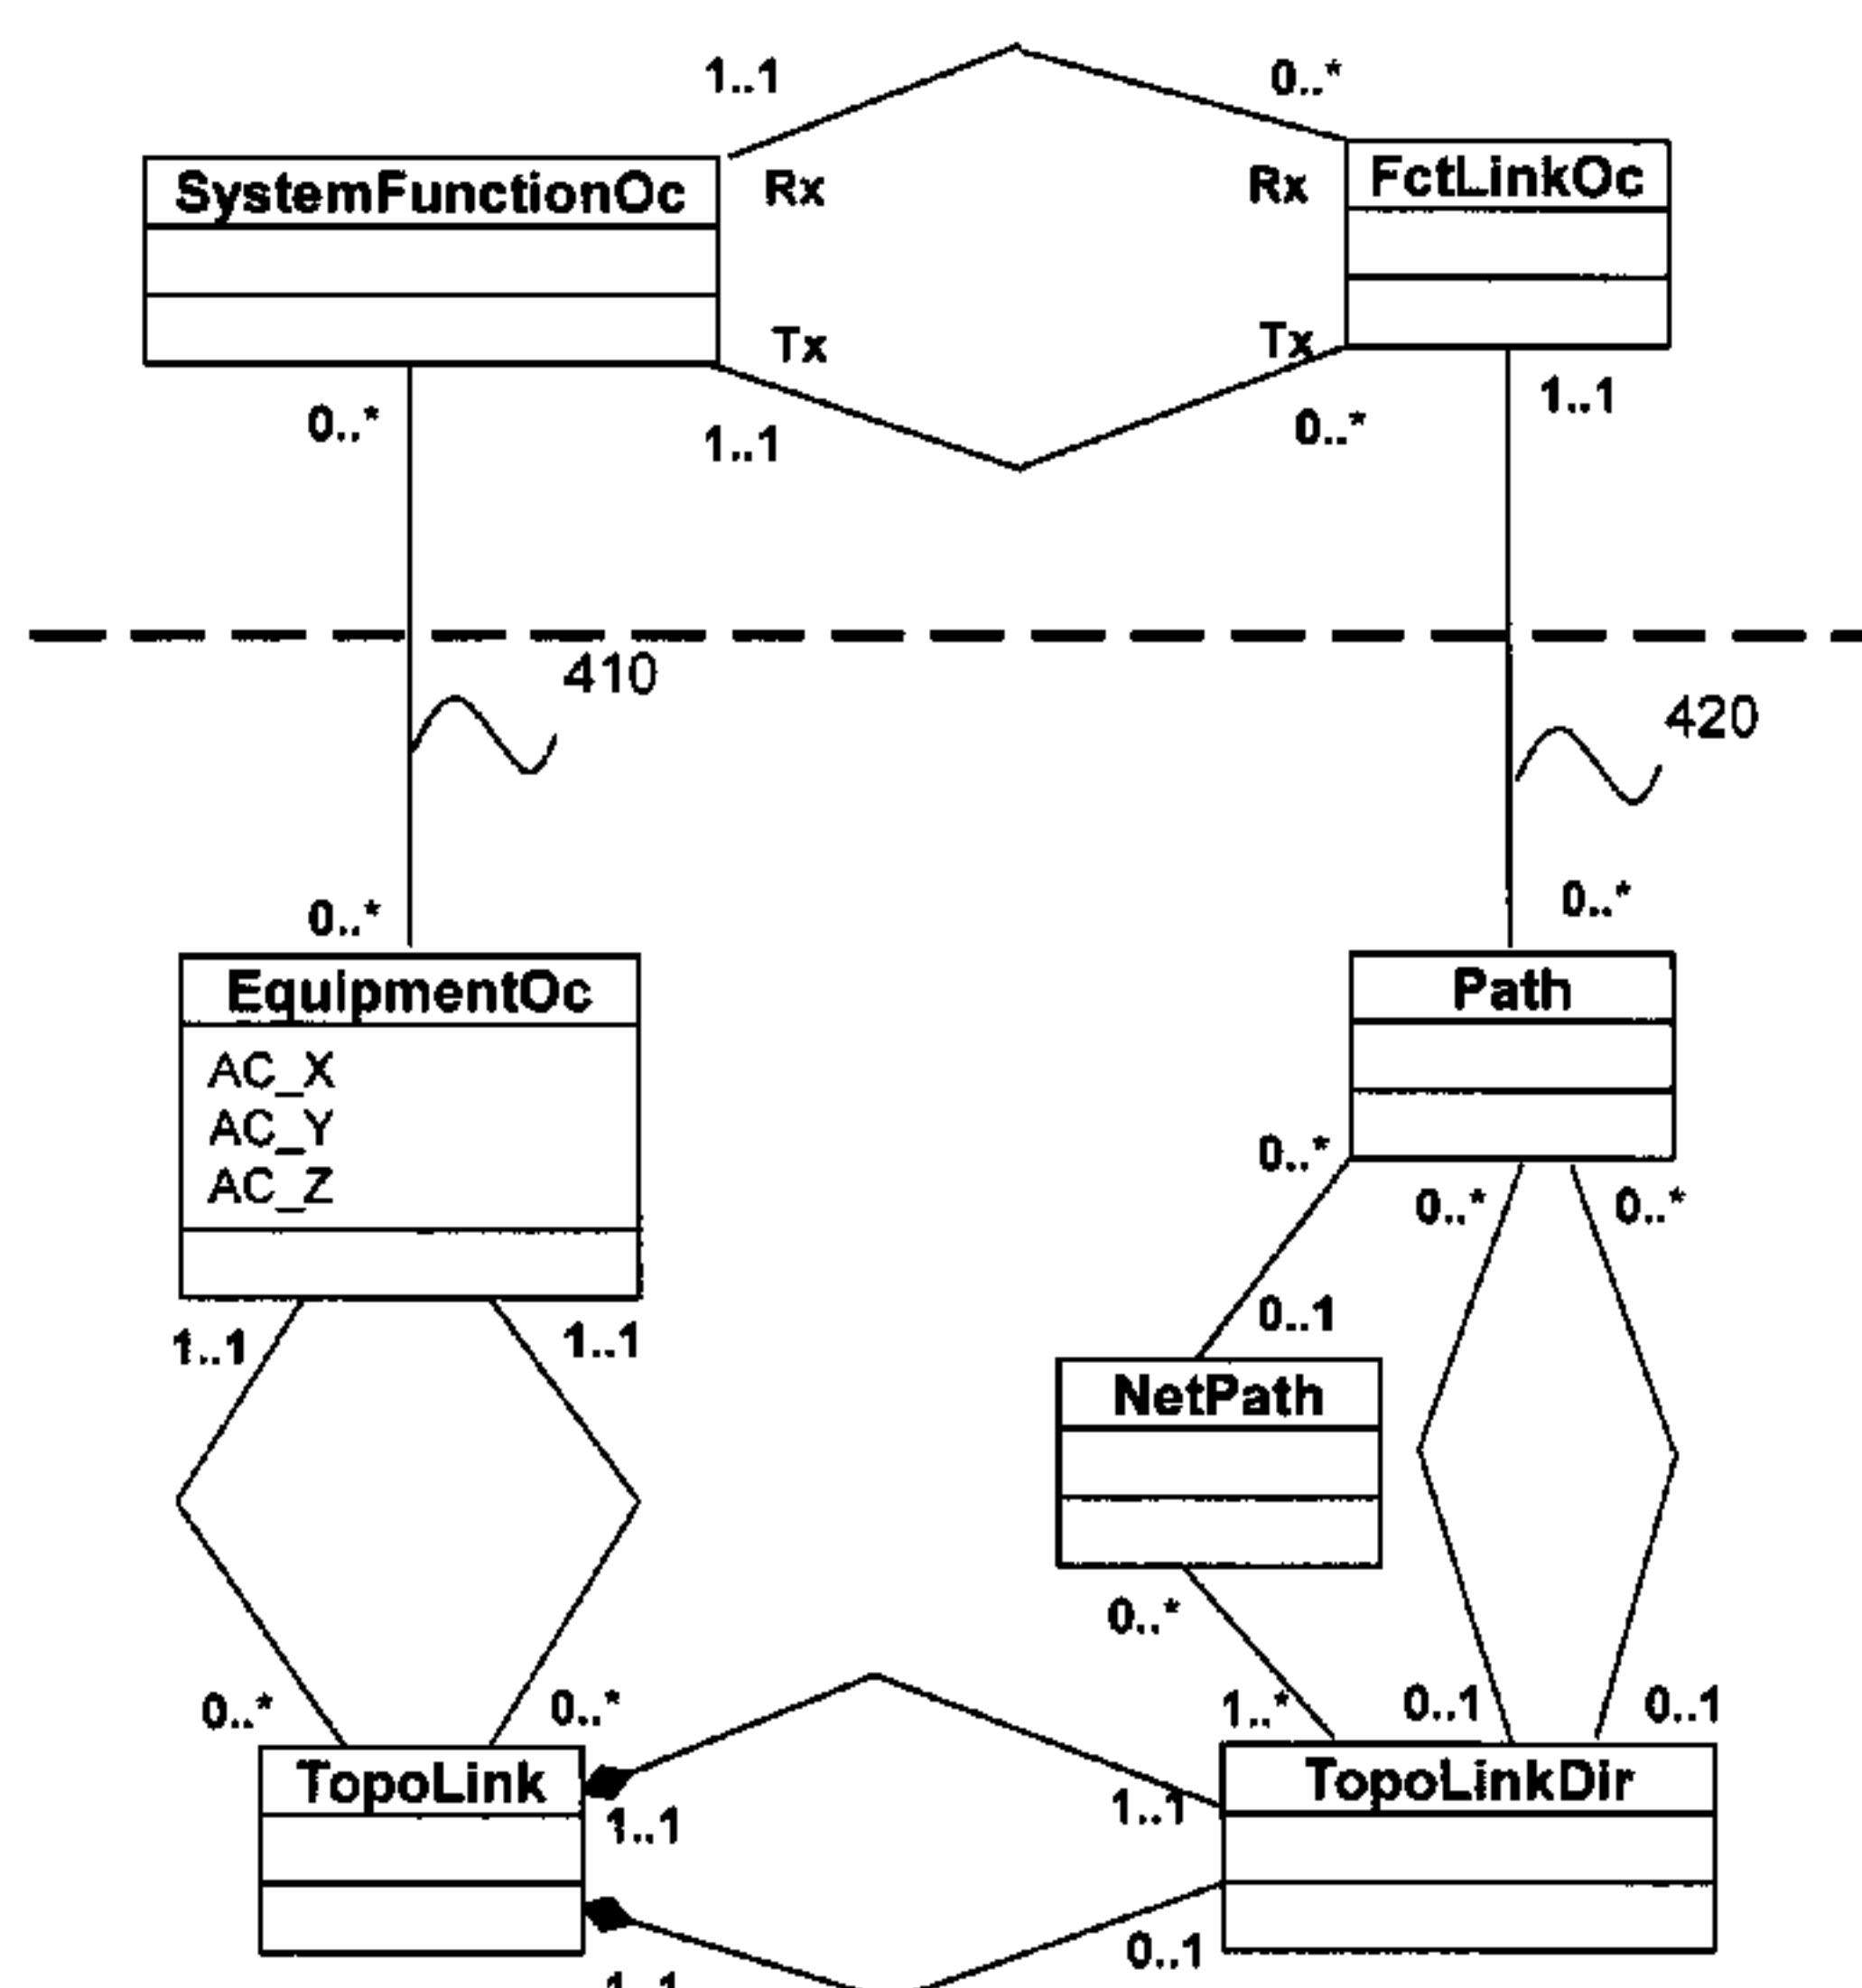 1..1
0..*
SystemFunctionOc
Rx
Rx
FctLinkOc
Tx
Tx
0..*
1..1
0..*
1..1
410
420
0..*
0..*
EquipmentOc
AC_X
AC_Y
AC_Z
Path
0..*
0..*
0..*
1..1
1..1
0..1
NetPath
0..*
0..*
0..*
1..*
0..1
0..1
TopoLink
1..1
1..1
TopoLinkDir
0..1
1..1